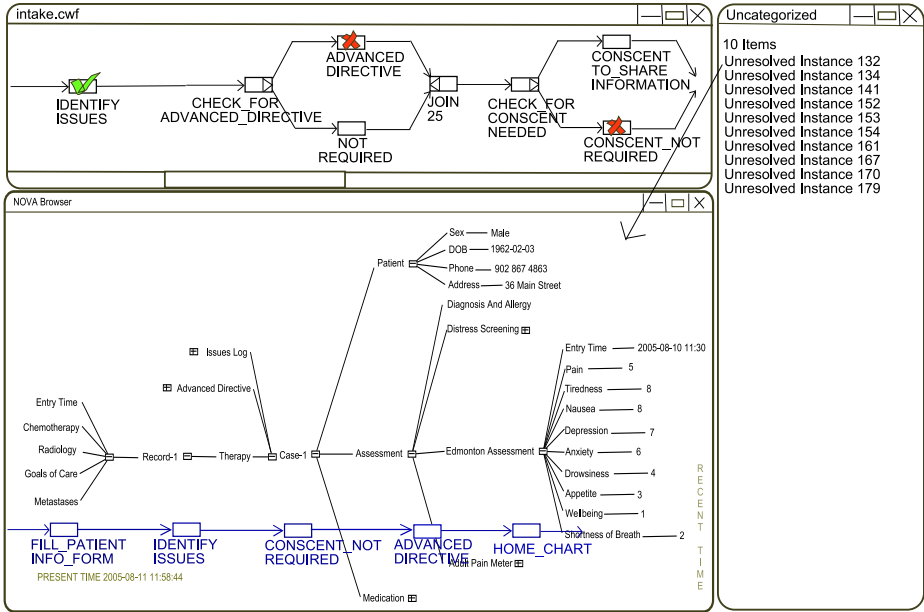 intake.cwf
IDENTIFY
ISSUES
CHECK_FOR
ADVANCED_DIRECTIVE
ADVANCED
DIRECTIVE
NOT
REQUIRED
JOIN
25
CHECK_FOR
CONSCENT
NEEDED
CONSCENT
TO_SHARE
INFORMATION
CONSCENT_NOT
REQUIRED
Uncategorized
10 Items
Unresolved Instance 132
Unresolved Instance 134
Unresolved Instance 141
Unresolved Instance 152
Unresolved Instance 153
Unresolved Instance 154
Unresolved Instance 161
Unresolved Instance 167
Unresolved Instance 170
Unresolved Instance 179
NOVA Browser
Sex Male
DOB 1962-02-03
Patient
Phone 902 867 4863
Address 36 Main Street
Diagnosis And Allergy
Distress Screening
Issues Log
Advanced Directive
Entry Time
Chemotherapy
Radiology
Goals of Care
Metastases
Record-1
Therapy
Case-1
Assessment
Edmonton Assessment
Entry Time 2005-08-10 11:30
Pain 5
Tiredness 8
Nausea 8
Depression 7
Anxiety 6
Drowsiness 4
Appetite 3
Wellbeing 1
Shortness of Breath 2
RECENT TIME
FILL_PATIENT
INFO_FORM
IDENTIFY
ISSUES
CONSCENT_NOT
REQUIRED
ADVANCED
DIRECTIVE
HOME_CHART
Audit Pain Meter
PRESENT TIME 2005-08-11 11:58:44
Medication